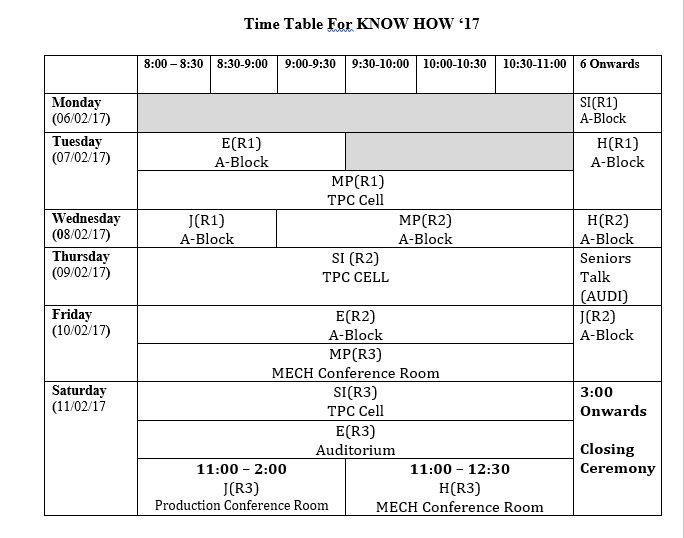 Time Table For KNOW HOW ‘17
8:00 – 8:30 8:30-9:00 9:00-9:30 9:30-10:00 10:00-10:30 10:30-11:00 6 Onwards
Monday
(06/02/17)
SI(R1)
A-Block
Tuesday
(07/02/17)
E(R1)
A-Block
H(R1)
A-Block
MP(R1)
TPC Cell
Wednesday
(08/02/17)
J(R1)
A-Block
MP(R2)
A-Block
H(R2)
A-Block
Thursday
(09/02/17)
SI (R2)
TPC CELL
Seniors
Talk
(AUDI)
Friday
(10/02/17)
E(R2)
A-Block
J(R2)
A-Block
MP(R3)
MECH Conference Room
Saturday
(11/02/17
SI(R3)
TPC Cell
3:00
Onwards
E(R3)
Auditorium
Closing
Ceremony
11:00 – 2:00
J(R3)
Production Conference Room
11:00 – 12:30
H(R3)
MECH Conference Room